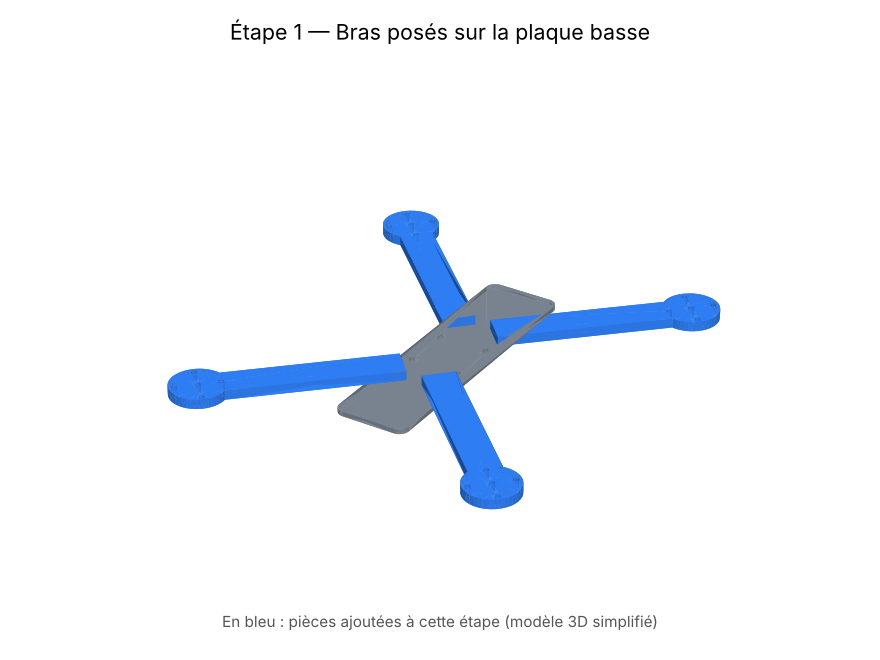 Étape 1 — Bras posés sur la plaque basse
En bleu : pièces ajoutées à cette étape (modèle 3D simplifié)